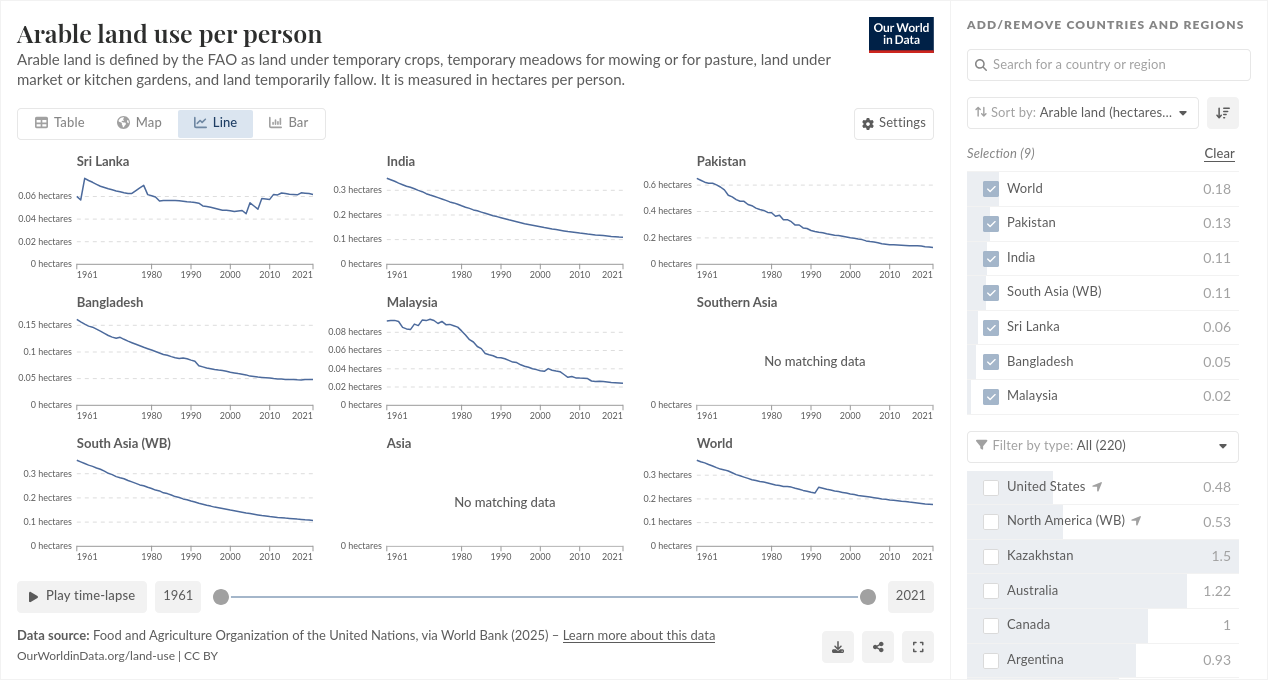 Arable land use per person
Arable land is defined by the FAO as land under temporary crops, temporary meadows for mowing or for pasture, land under
market or kitchen gardens, and land temporarily fallow. It is measured in hectares per person.
Our World
in Data
Table
Map
Line
Bar
Settings
Sri Lanka
0.06 hectares
0.04 hectares
0.02 hectares
0 hectares
1961
1980
1990
2000
2010
2021
India
0.3 hectares
0.2 hectares
0.1 hectares
0 hectares
1961
1980
1990
2000
2010
2021
Pakistan
0.6 hectares
0.4 hectares
0.2 hectares
0 hectares
1961
1980
1990
2000
2010
2021
Bangladesh
0.15 hectares
0.1 hectares
0.05 hectares
0 hectares
1961
1980
1990
2000
2010
2021
Malaysia
0.08 hectares
0.06 hectares
0.04 hectares
0.02 hectares
0 hectares
1961
1980
1990
2000
2010
2021
Southern Asia
No matching data
0 hectares
1961
1980
1990
2000
2010
2021
South Asia (WB)
0.3 hectares
0.2 hectares
0.1 hectares
0 hectares
1961
1980
1990
2000
2010
2021
Asia
No matching data
0 hectares
1961
1980
1990
2000
2010
2021
World
0.3 hectares
0.2 hectares
0.1 hectares
0 hectares
1961
1980
1990
2000
2010
2021
Play time-lapse
1961
2021
Data source: Food and Agriculture Organization of the United Nations, via World Bank (2025) – Learn more about this data
OurWorldinData.org/land-use | CC BY
ADD/REMOVE COUNTRIES AND REGIONS
Search for a country or region
Sort by: Arable land (hectares...
Selection (9)
Clear
World 0.18
Pakistan 0.13
India 0.11
South Asia (WB) 0.11
Sri Lanka 0.06
Bangladesh 0.05
Malaysia 0.02
Filter by type: All (220)
United States 0.48
North America (WB) 0.53
Kazakhstan 1.5
Australia 1.22
Canada 1
Argentina 0.93